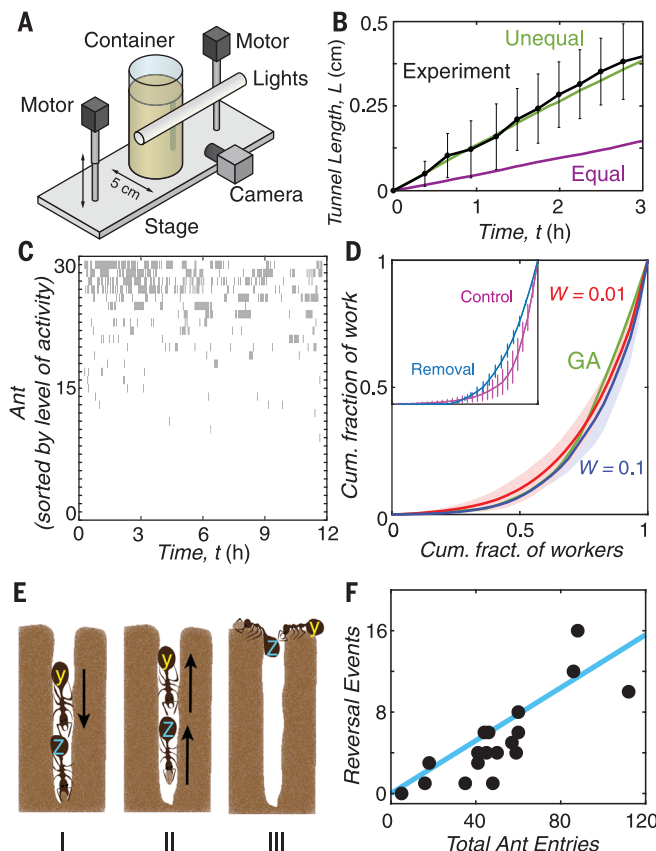 A
Container
Motor
Lights
Motor
5 cm
Camera
Stage
B
Tunnel Length, L (cm)
0.5
0.25
0
Unequal
Experiment
Equal
0 1 2 3
Time, t (h)
C
Ant
(sorted by level of activity)
30
15
0
0 3 6 9 12
Time, t (h)
D
Cum. fraction of work
1
0.5
0
Control
Removal
W = 0.01
GA
W = 0.1
0 0.5 1
Cum. fract. of workers
E
y
Z
y
Z
Z
y
I II III
F
Reversal Events
16
8
0
0 40 80 120
Total Ant Entries